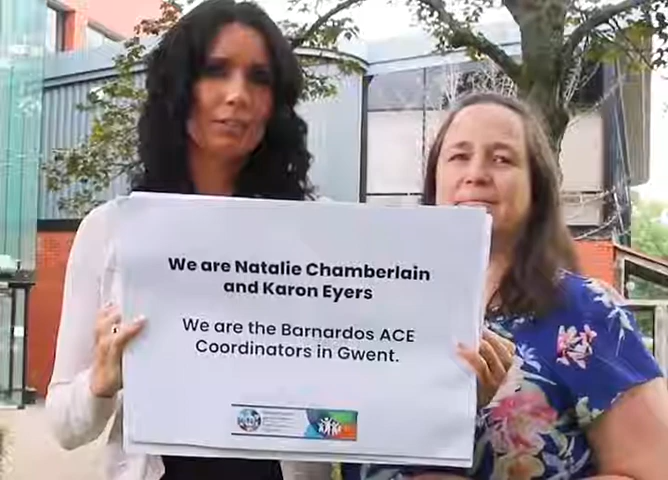 We are Natalie Chamberlain
and Karon Eyers
We are the Barnardos ACE
Coordinators in Gwent.